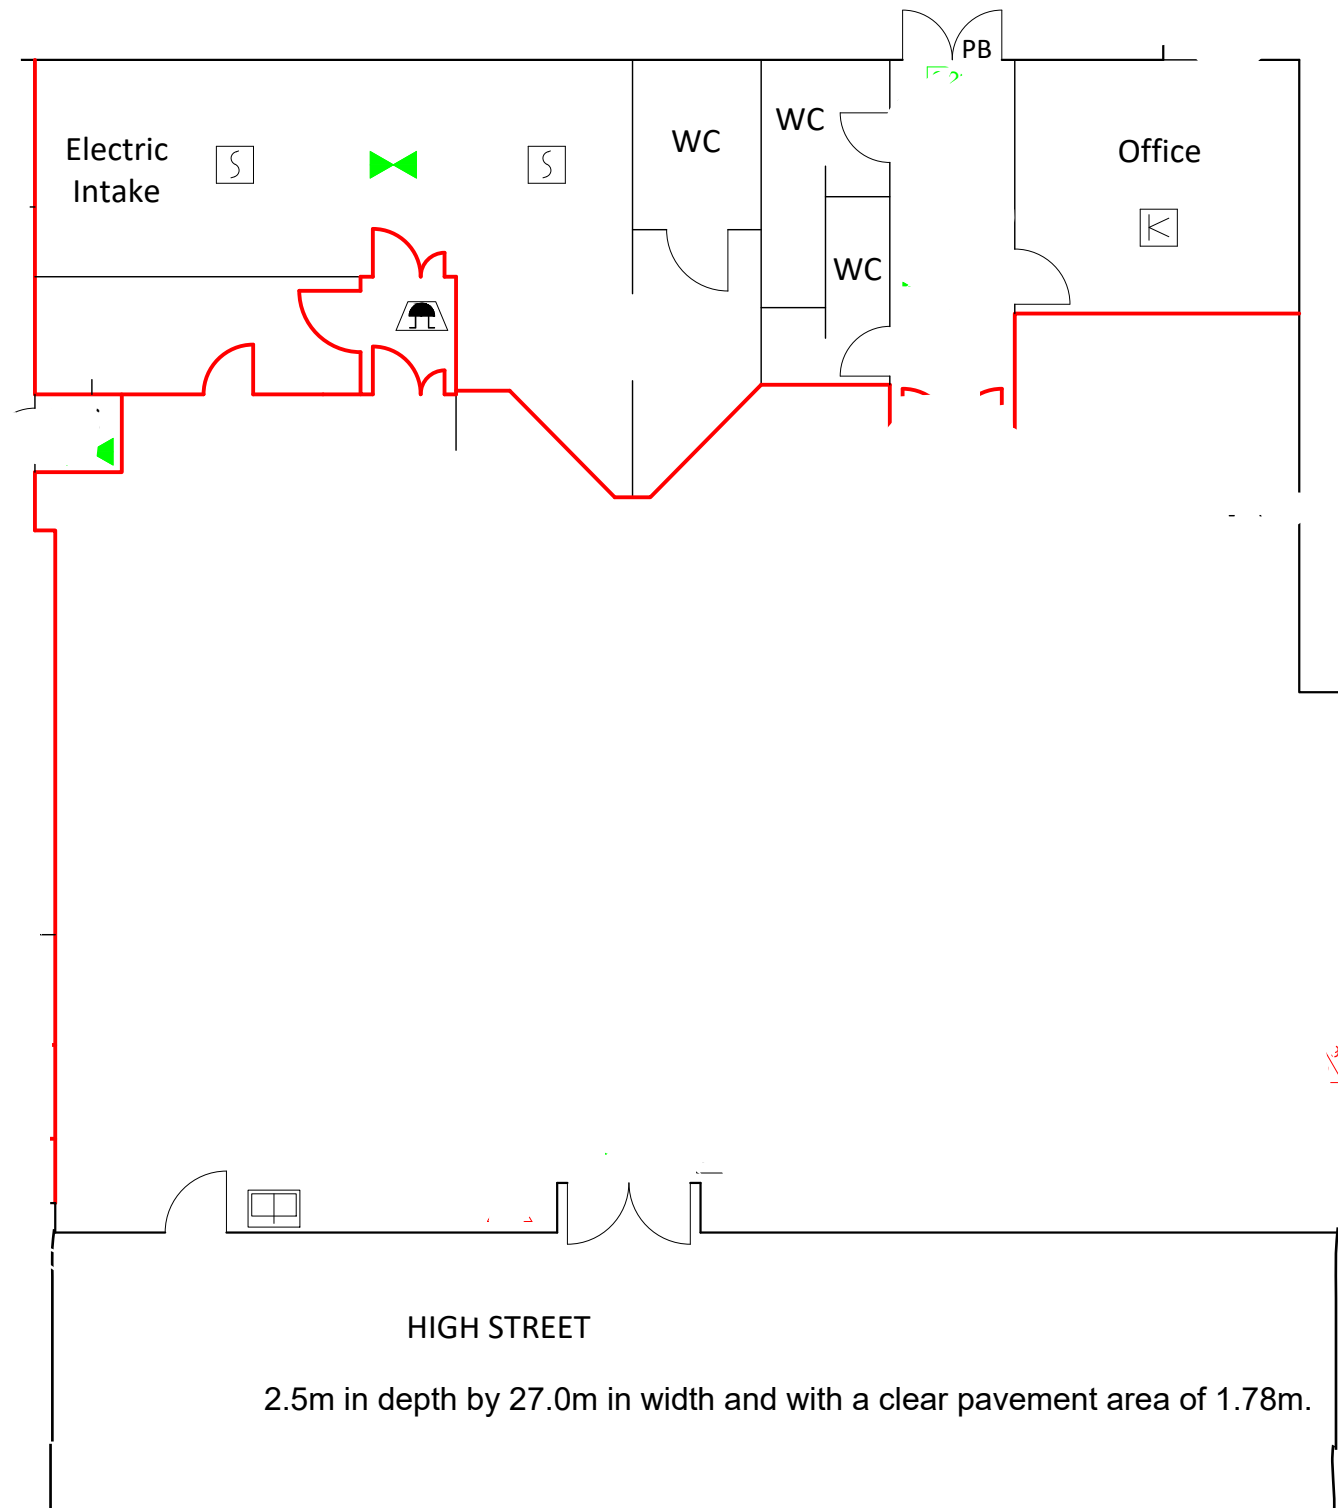 PB
Electric
Intake
WC
WC
Office
S
S
WC
HIGH STREET
2.5m in depth by 27.0m in width and with a clear pavement area of 1.78m.